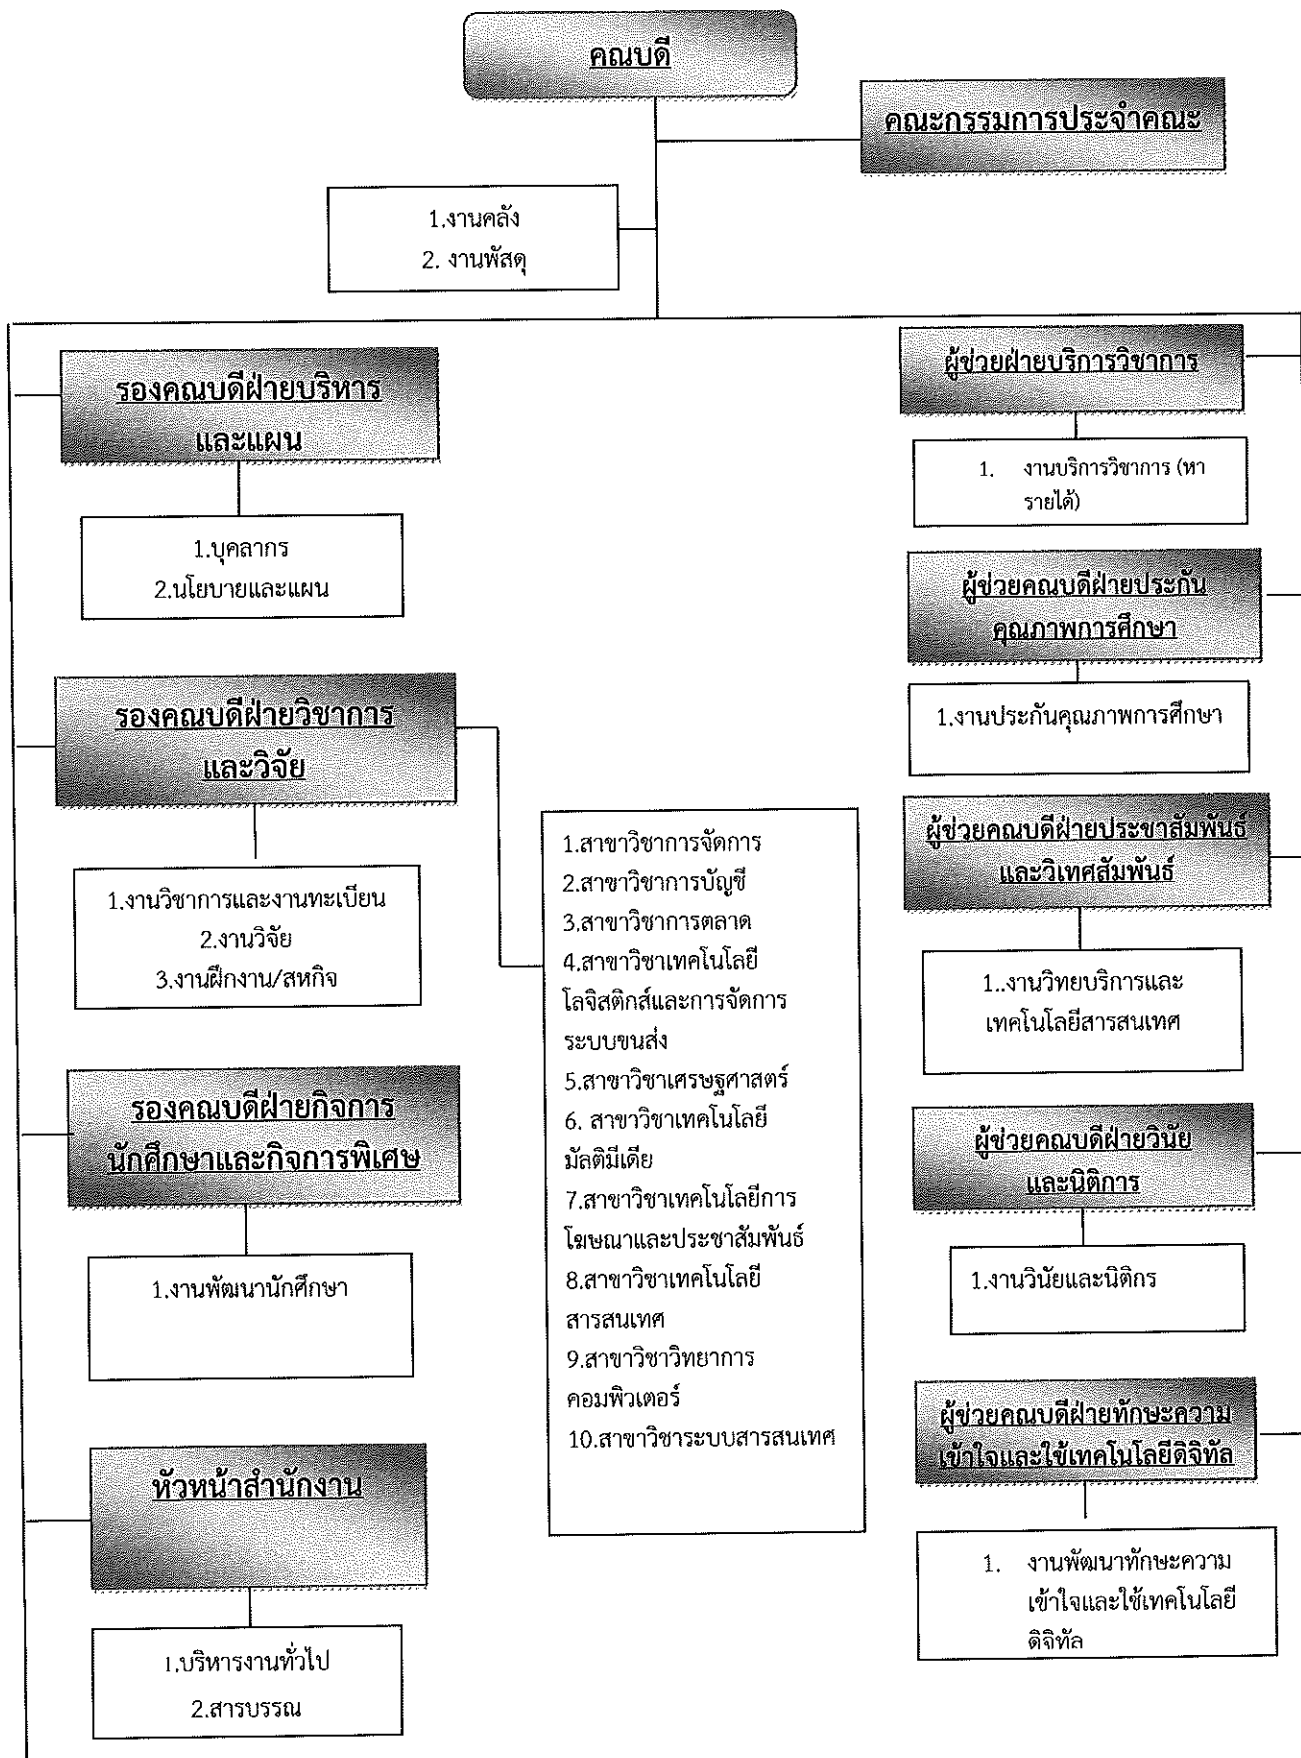 คณบดี
คณะกรรมการประจำคณะ
1.งานคลัง
2. งานพัสดุ
รองคณบดีฝ่ายบริหาร
และแผน
1.บุคลากร
2.นโยบายและแผน
รองคณบดีฝ่ายวิชาการ
และวิจัย
1.งานวิชาการและงานทะเบียน
2.งานวิจัย
3.งานฝึกงาน/สหกิจ
รองคณบดีฝ่ายกิจการ
นักศึกษาและกิจการพิเศษ
1.งานพัฒนานักศึกษา
หัวหน้าสำนักงาน
1.บริหารงานทั่วไป
2.สารบรรณ
1.สาขาวิชาการจัดการ
2.สาขาวิชาการบัญชี
3.สาขาวิชาการตลาด
4.สาขาวิชาเทคโนโลยี
โลจิสติกส์และการจัดการ
ระบบขนส่ง
5.สาขาวิชาเศรษฐศาสตร์
6. สาขาวิชาเทคโนโลยี
มัลติมีเดีย
7.สาขาวิชาเทคโนโลยีการ
โฆษณาและประชาสัมพันธ์
8.สาขาวิชาเทคโนโลยี
สารสนเทศ
9.สาขาวิชาวิทยาการ
คอมพิวเตอร์
10.สาขาวิชาระบบสารสนเทศ
ผู้ช่วยฝ่ายบริการวิชาการ
1. งานบริการวิชาการ (หา
รายได้)
ผู้ช่วยคณบดีฝ่ายประกัน
คุณภาพการศึกษา
1.งานประกันคุณภาพการศึกษา
ผู้ช่วยคณบดีฝ่ายประชาสัมพันธ์
และวิเทศสัมพันธ์
1..งานวิทยบริการและ
เทคโนโลยีสารสนเทศ
ผู้ช่วยคณบดีฝ่ายวินัย
และนิติการ
1.งานวินัยและนิติกร
ผู้ช่วยคณบดีฝ่ายทักษะความ
เข้าใจและใช้เทคโนโลยีดิจิทัล
1. งานพัฒนาทักษะความ
เข้าใจและใช้เทคโนโลยี
ดิจิทัล